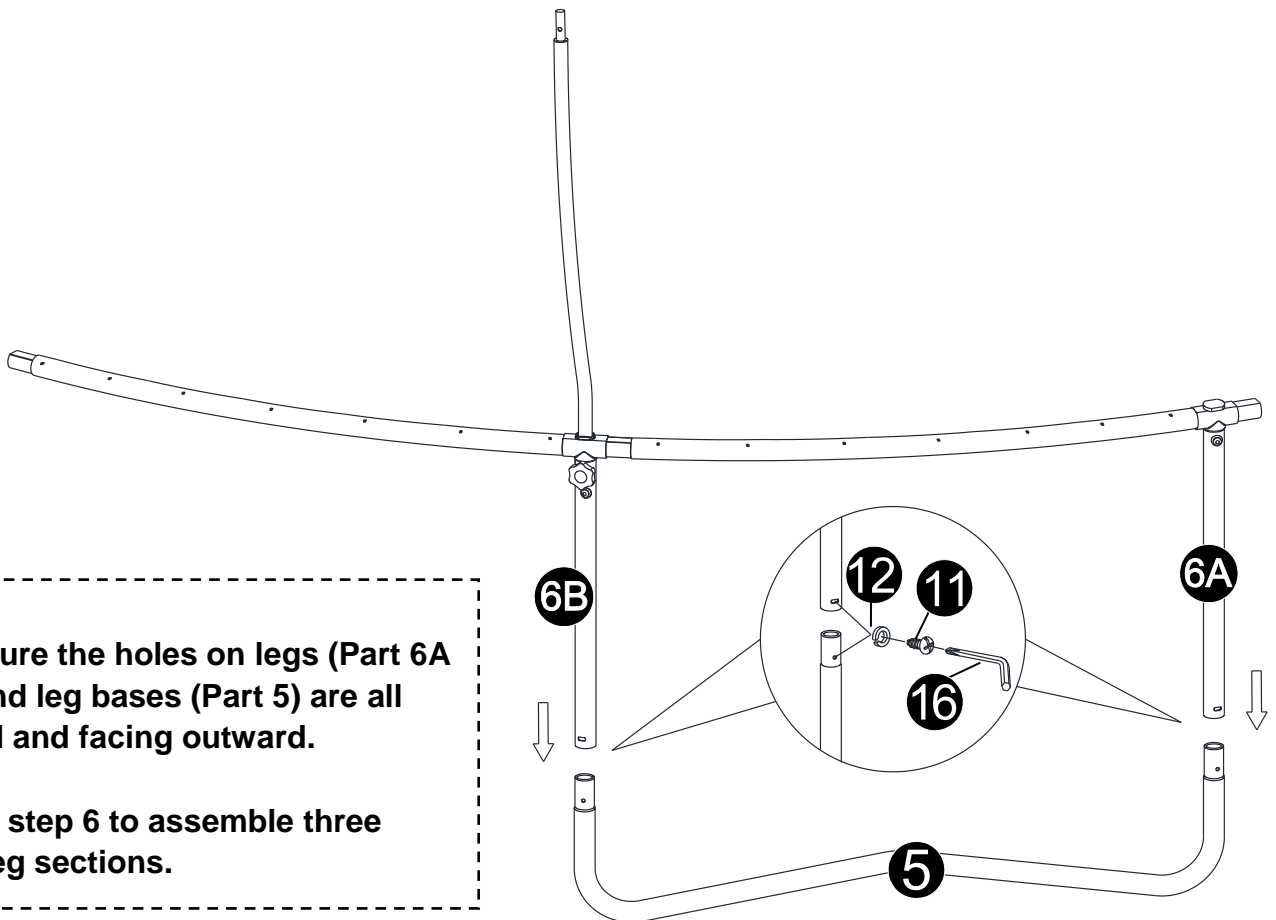 6B
12
11
6A
16
ure the holes on legs (Part 6A
nd leg bases (Part 5) are all
l and facing outward.
step 6 to assemble three
eg sections.
5